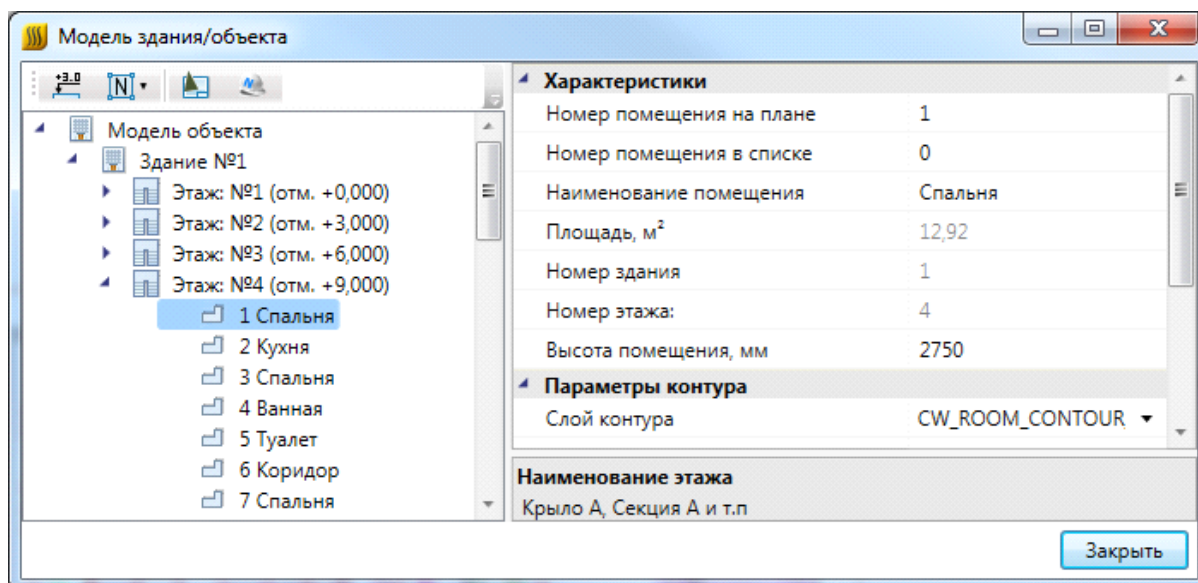 Модель здания/объекта
+3.0
N
Модель объекта
Здание №1
Этаж: №1 (отм. +0,000)
Этаж: №2 (отм. +3,000)
Этаж: №3 (отм. +6,000)
Этаж: №4 (отм. +9,000)
1 Спальня
2 Кухня
3 Спальня
4 Ванная
5 Туалет
6 Коридор
7 Спальня
Характеристики
Номер помещения на плане 1
Номер помещения в списке 0
Наименование помещения Спальня
Площадь, м² 12,92
Номер здания 1
Номер этажа: 4
Высота помещения, мм 2750
Параметры контура
Слой контура CW_ROOM_CONTOUR
Наименование этажа
Крыло А, Секция А и т.п
Закрыть